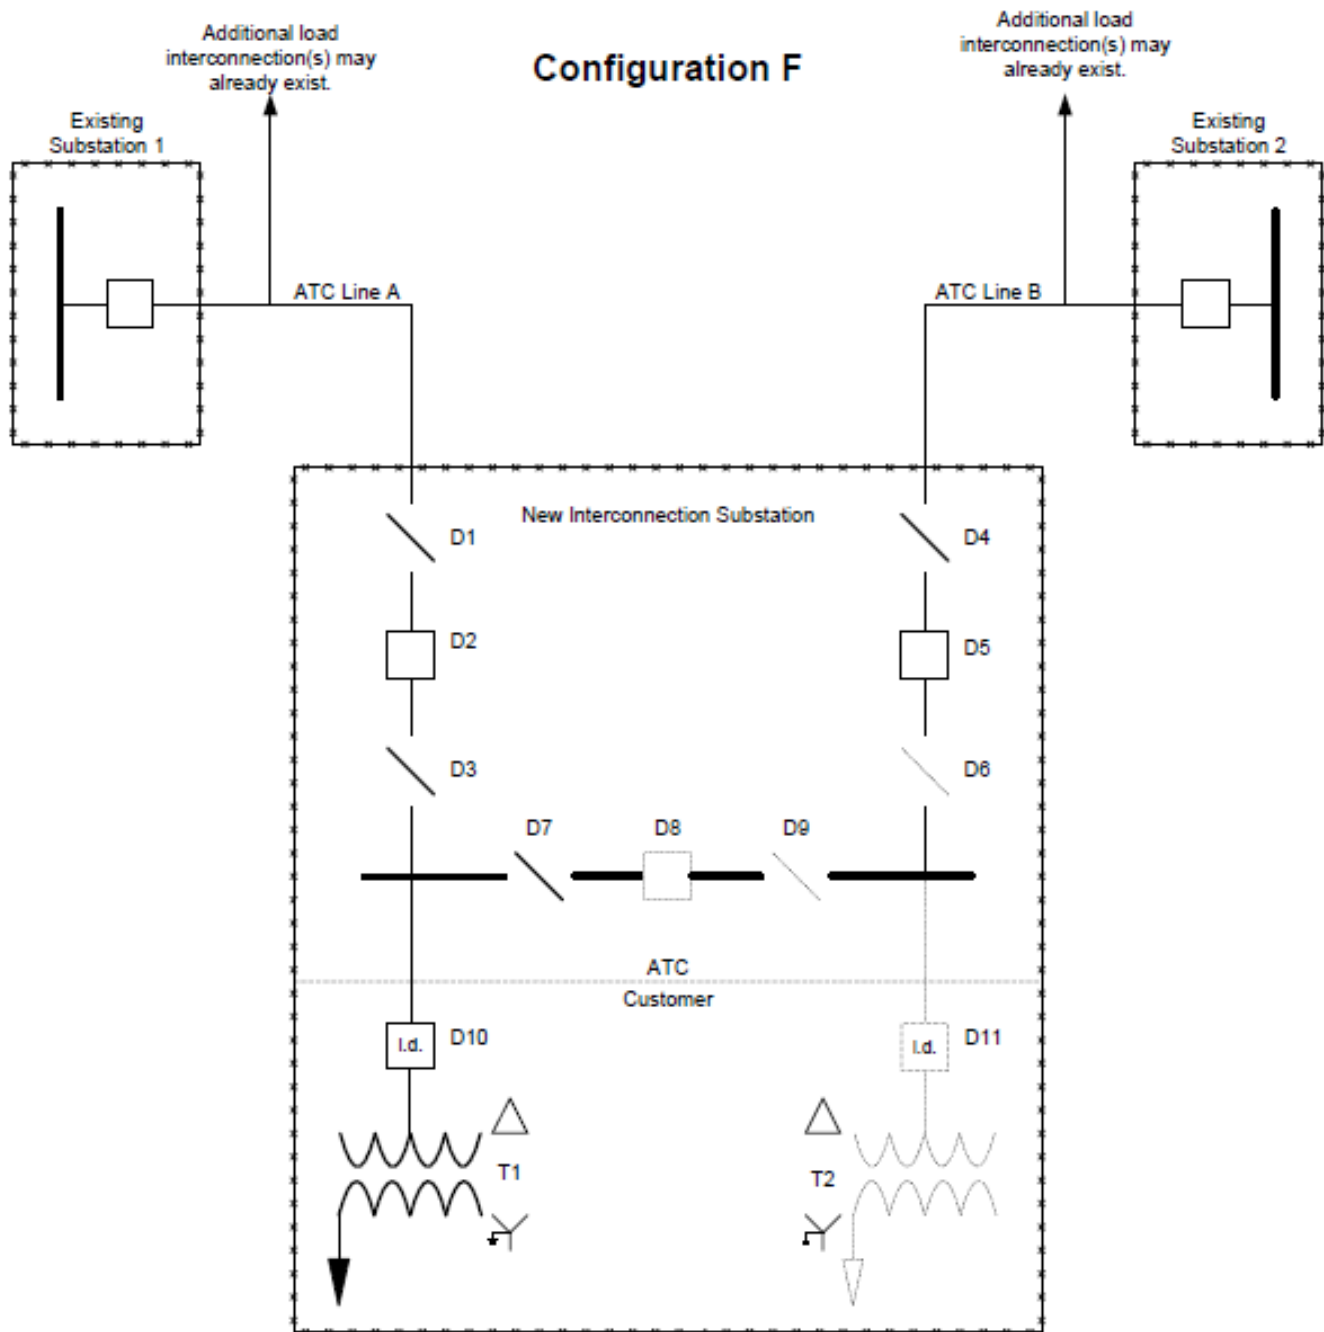 Additional load
interconnection(s) may
already exist.
Configuration F
Additional load
interconnection(s) may
already exist.
Existing
Substation 1
Existing
Substation 2
ATC Line A
ATC Line B
New Interconnection Substation
D1
D4
D2
D5
D3
D6
D7
D8
D9
ATC
Customer
l.d.
D10
l.d.
D11
T1
T2